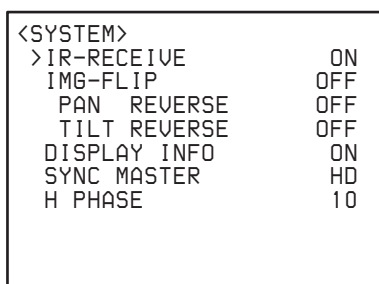 <SYSTEM>
>IR-RECEIVE ON
IMG-FLIP OFF
PAN REVERSE OFF
TILT REVERSE OFF
DISPLAY INFO ON
SYNC MASTER HD
H PHASE 10